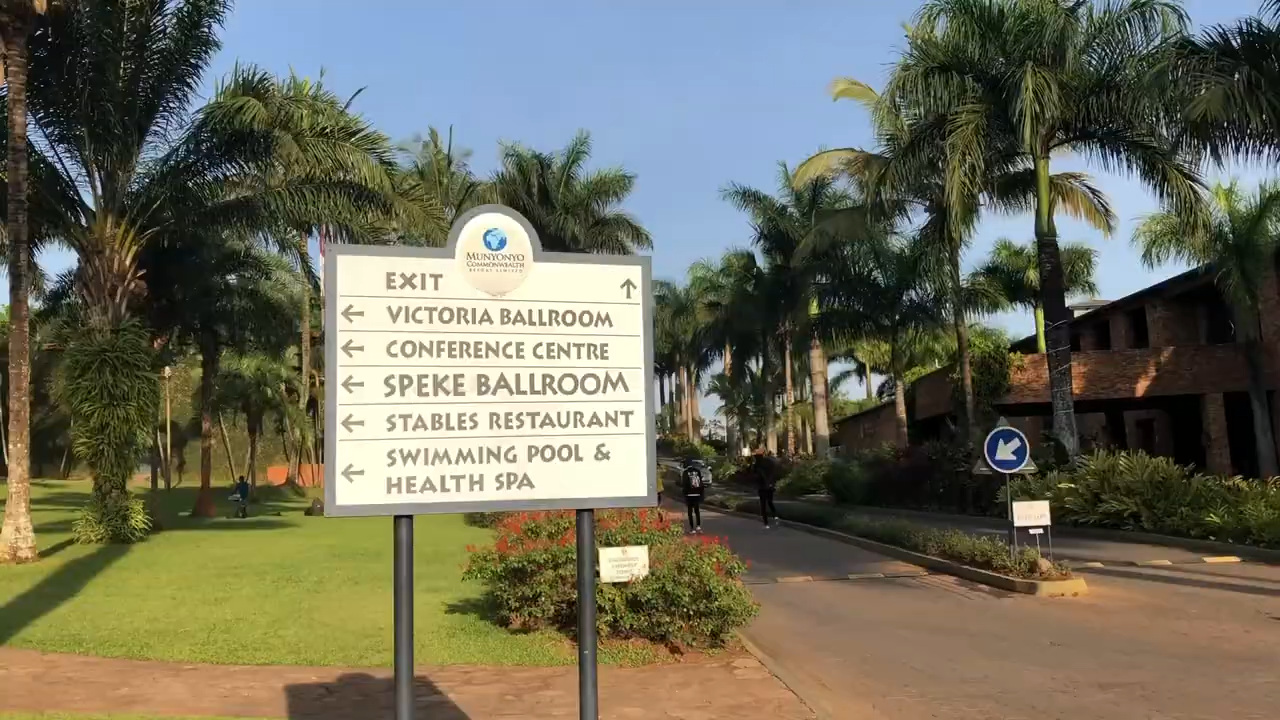 MUNYONYO
COMMONWEALTH
RESORT LIMITED
EXIT ↑
← VICTORIA BALLROOM
← CONFERENCE CENTRE
← SPEKE BALLROOM
← STABLES RESTAURANT
← SWIMMING POOL &
HEALTH SPA